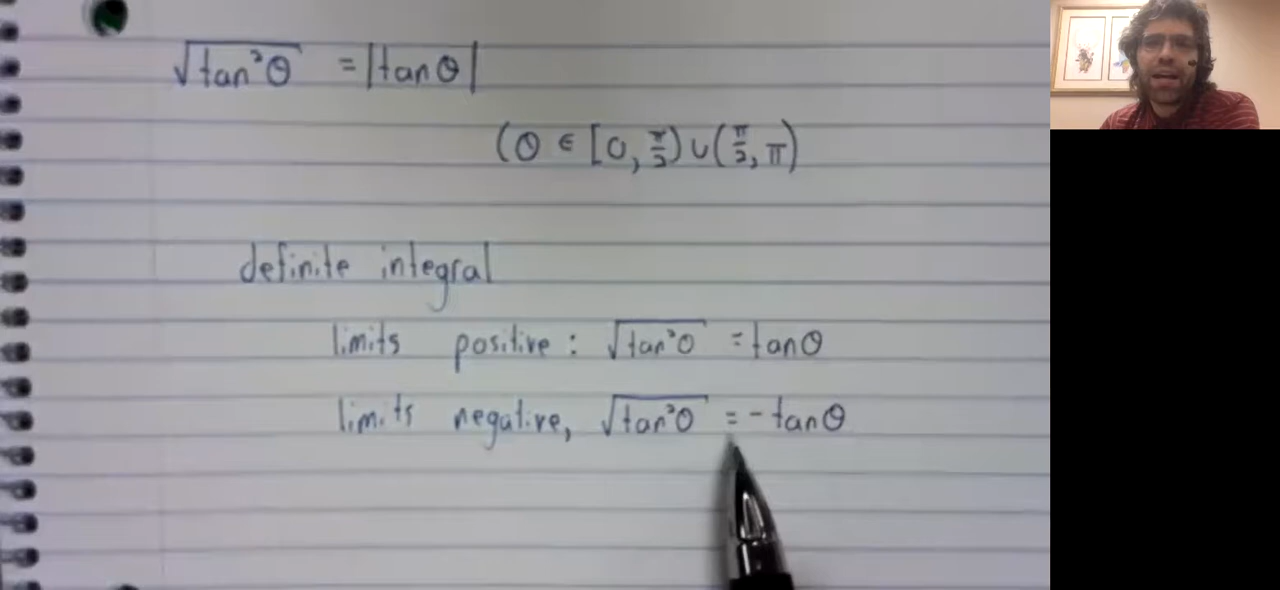 √tan²θ = |tanθ|
(θ ∈ [0, π/2) ∪ (π/2, π)
definite integral
limits positive: √tan²θ = tanθ
limits negative, √tan²θ = -tanθ